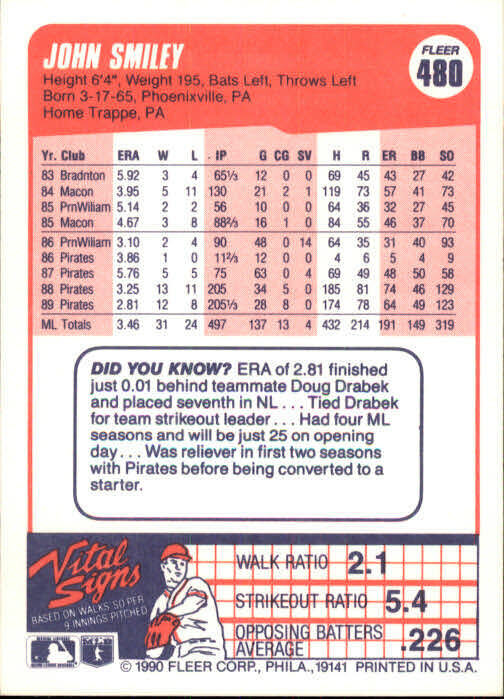 JOHN SMILEY
FLEER
480
Height 6'4", Weight 195, Bats Left, Throws Left
Born 3-17-65, Phoenixville, PA
Home Trappe, PA
Yr. Club ERA W L IP G CG SV H R ER BB SO
83 Bradnton 5.92 3 4 65⅓ 12 0 0 69 45 43 27 42
84 Macon 3.95 5 11 130 21 2 1 119 73 57 41 73
85 PrnWiliam 5.14 2 2 56 10 0 0 64 36 32 27 45
85 Macon 4.67 3 8 88⅔ 16 1 0 84 55 46 37 70
86 PrnWiliam 3.10 2 4 90 48 0 14 64 35 31 40 93
86 Pirates 3.86 1 0 11⅔ 12 0 0 4 6 5 4 9
87 Pirates 5.76 5 5 75 63 0 4 69 49 48 50 58
88 Pirates 3.25 13 11 205 34 5 0 185 81 74 46 129
89 Pirates 2.81 12 8 205⅓ 28 8 0 174 78 64 49 123
ML Totals 3.46 31 24 497 137 13 4 432 214 191 149 319
DID YOU KNOW? ERA of 2.81 finished
just 0.01 behind teammate Doug Drabek
and placed seventh in NL... Tied Drabek
for team strikeout leader... Had four ML
seasons and will be just 25 on opening
day... Was reliever in first two seasons
with Pirates before being converted to a
starter.
Vital
Signs
BASED ON WALKS, SO PER
9 INNINGS PITCHED
WALK RATIO 2.1
STRIKEOUT RATIO 5.4
OPPOSING BATTERS
AVERAGE .226
© 1990 FLEER CORP., PHILA., 19141 PRINTED IN U.S.A.